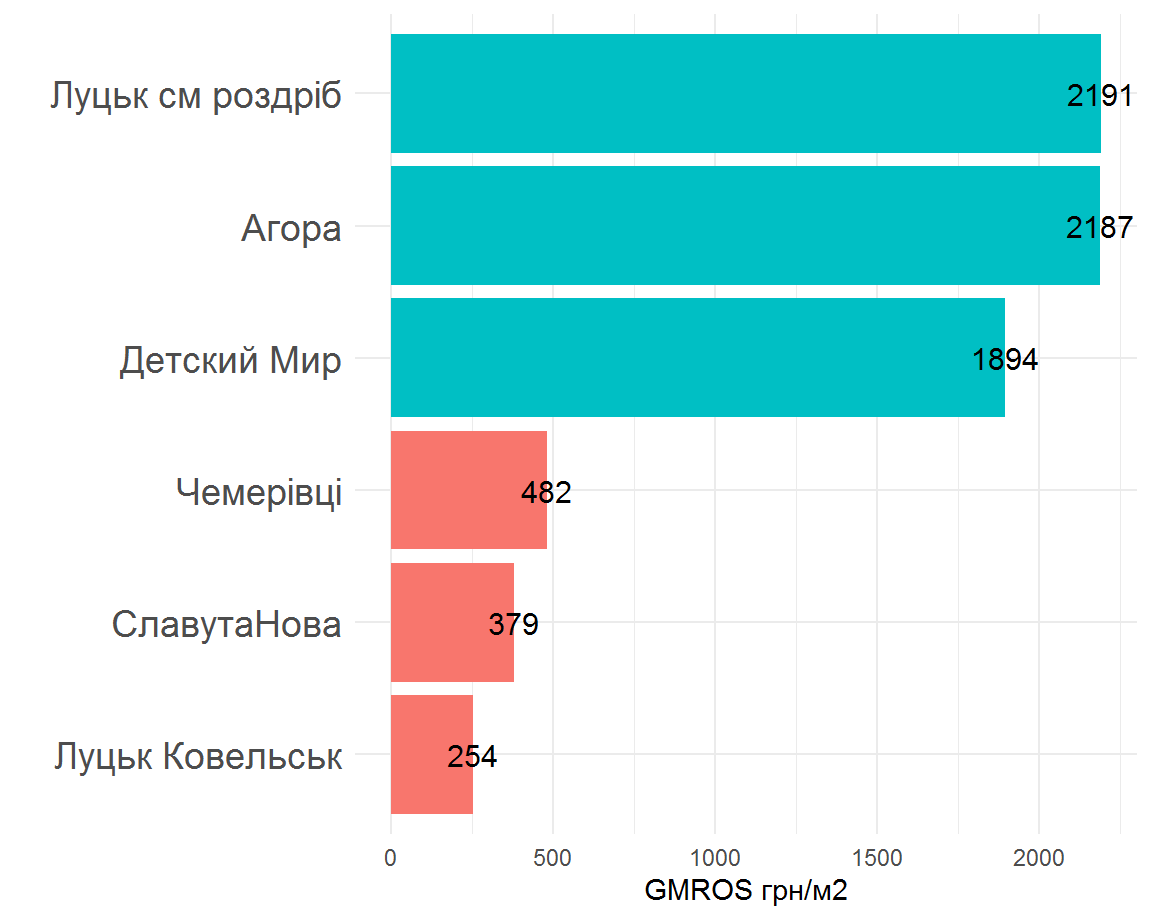 Луцьк см роздріб
2191
Агора
2187
Детский Мир
1894
Чемерівці
482
СлавутаНова
379
Луцьк Ковельськ
254
0 500 1000 1500 2000
GMROS грн/м2